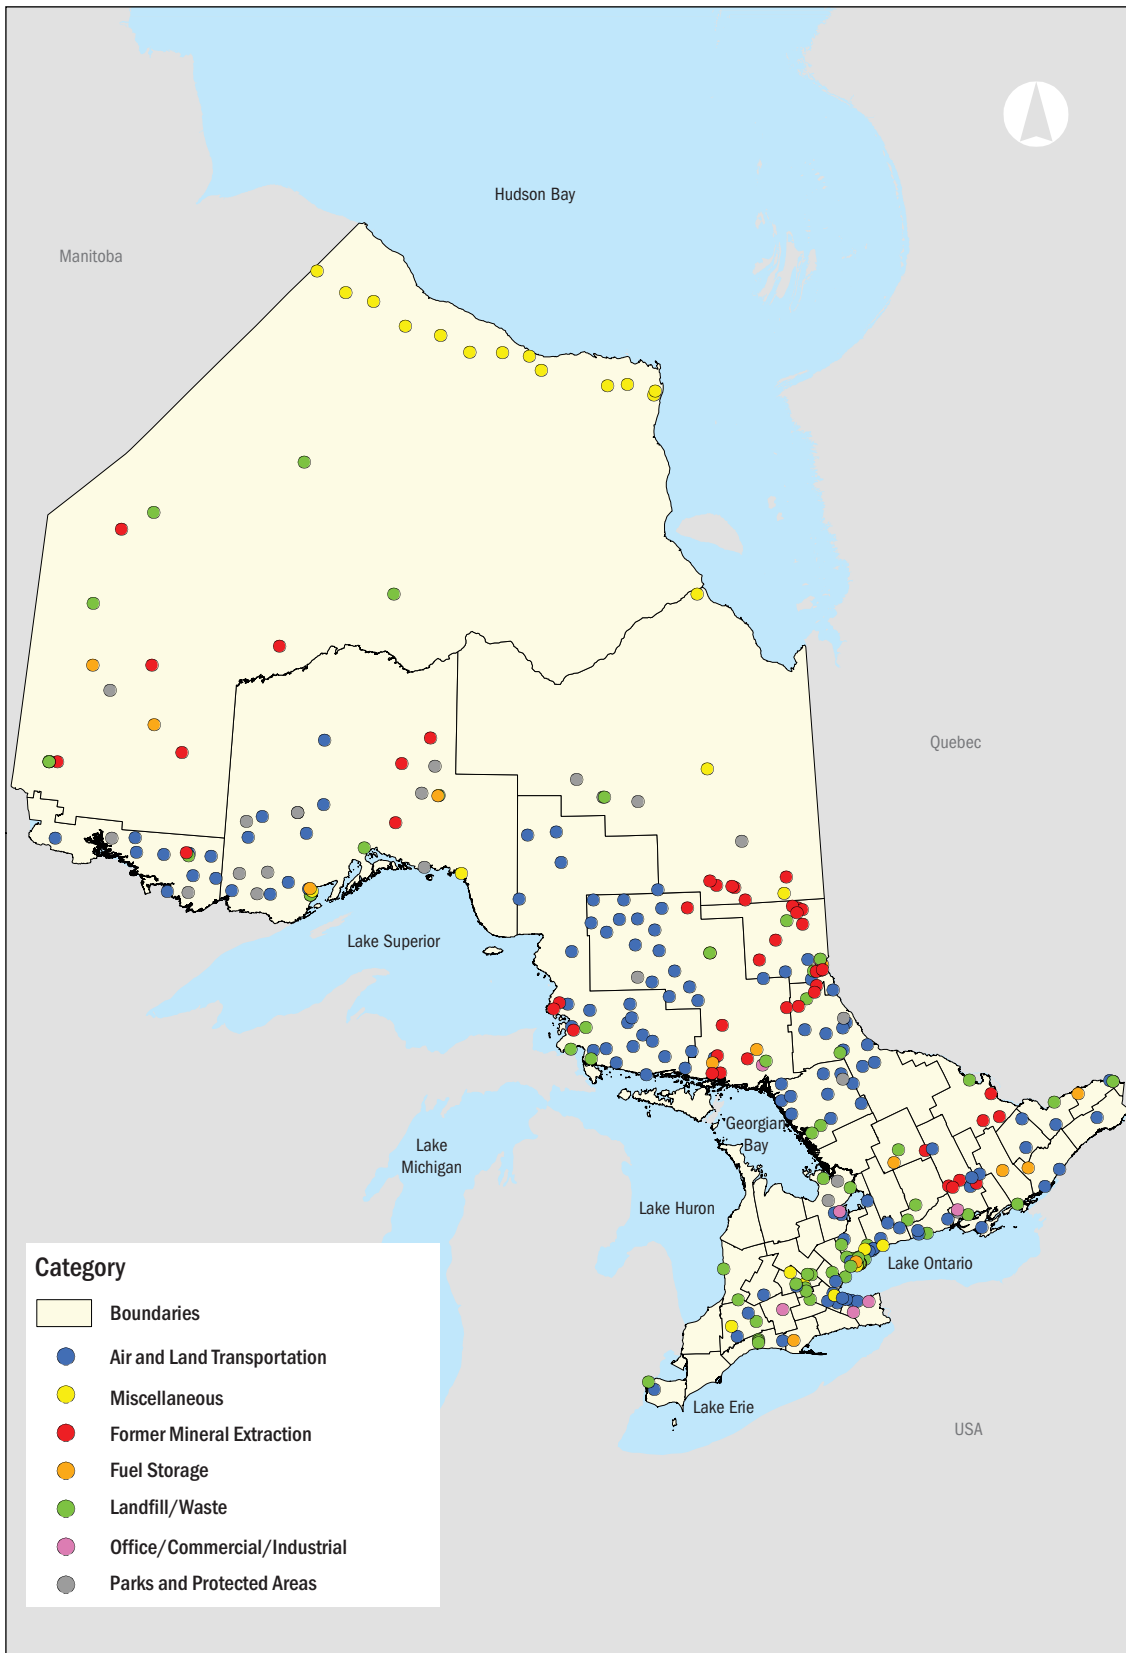 Hudson Bay
Manitoba
Quebec
Lake Superior
Georgian
Bay
Lake
Michigan
Lake Huron
Lake Ontario
Lake Erie
USA
Category
Boundaries
Air and Land Transportation
Miscellaneous
Former Mineral Extraction
Fuel Storage
Landfill/Waste
Office/Commercial/Industrial
Parks and Protected Areas